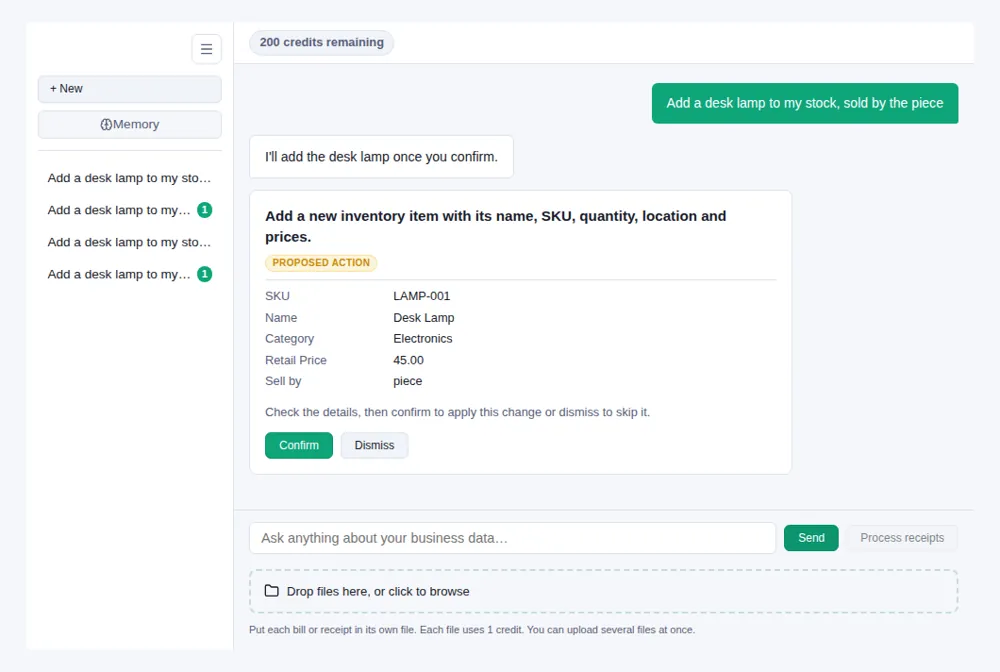 200 credits remaining
+ New
Memory
Add a desk lamp to my sto…
Add a desk lamp to my… 1
Add a desk lamp to my sto…
Add a desk lamp to my… 1
Add a desk lamp to my stock, sold by the piece
I'll add the desk lamp once you confirm.
Add a new inventory item with its name, SKU, quantity, location and
prices.
PROPOSED ACTION
SKU LAMP-001
Name Desk Lamp
Category Electronics
Retail Price 45.00
Sell by piece
Check the details, then confirm to apply this change or dismiss to skip it.
Confirm Dismiss
Ask anything about your business data… Send Process receipts
Drop files here, or click to browse
Put each bill or receipt in its own file. Each file uses 1 credit. You can upload several files at once.